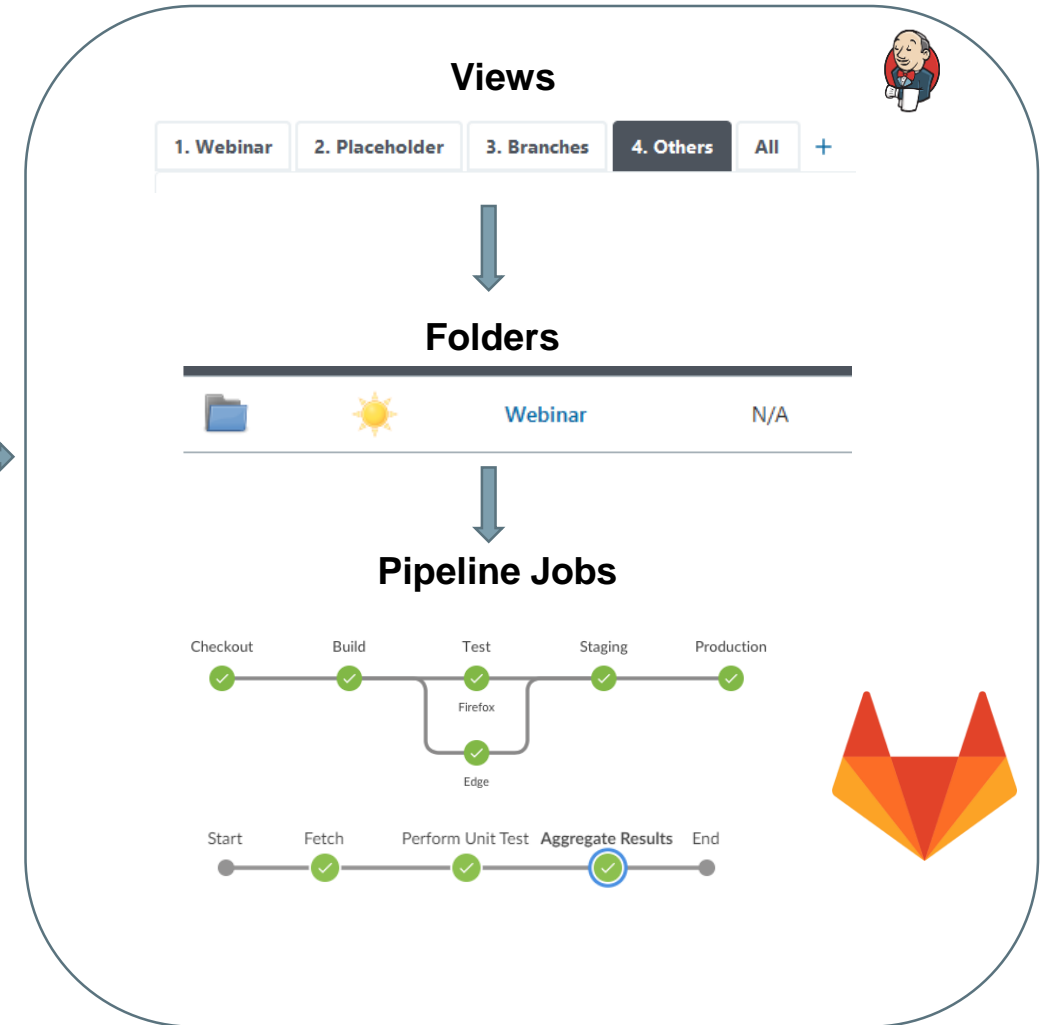 Views
1. Webinar 2. Placeholder 3. Branches 4. Others All +
Folders
Webinar N/A
Pipeline Jobs
Checkout Build Test Staging Production
Firefox
Edge
Start Fetch Perform Unit Test Aggregate Results End